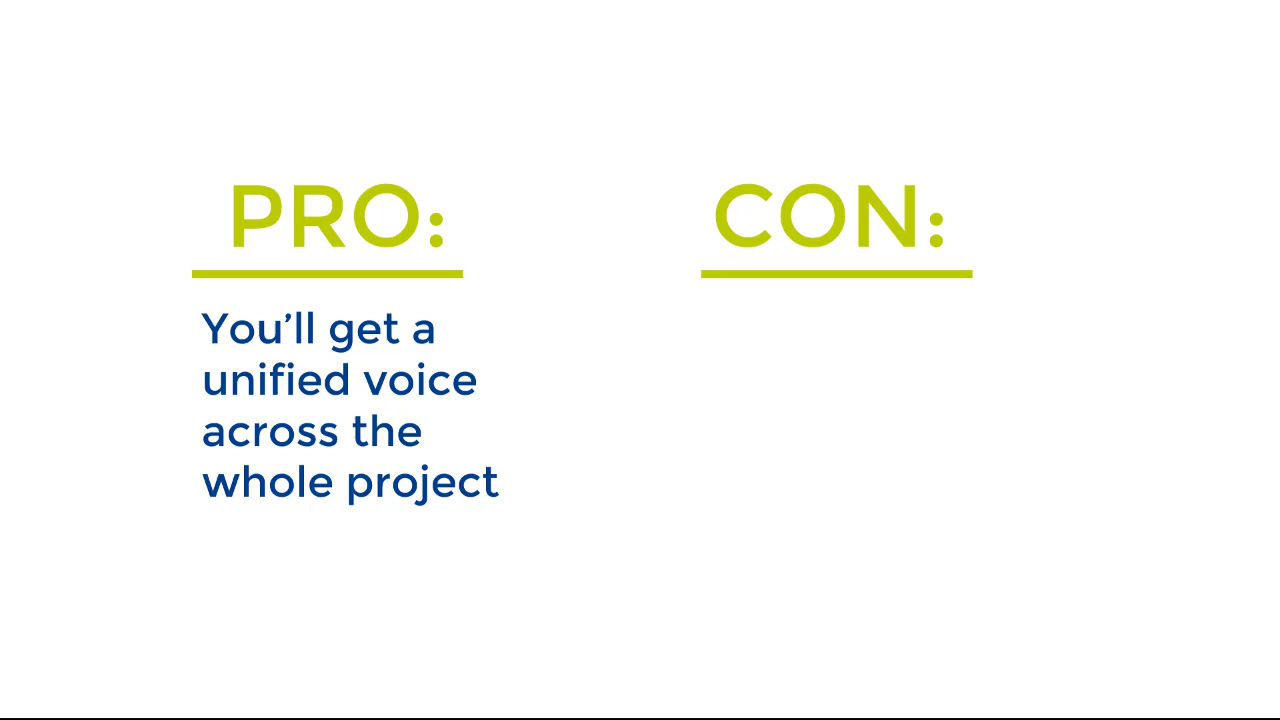 PRO:
You’ll get a
unified voice
across the
whole project
CON: